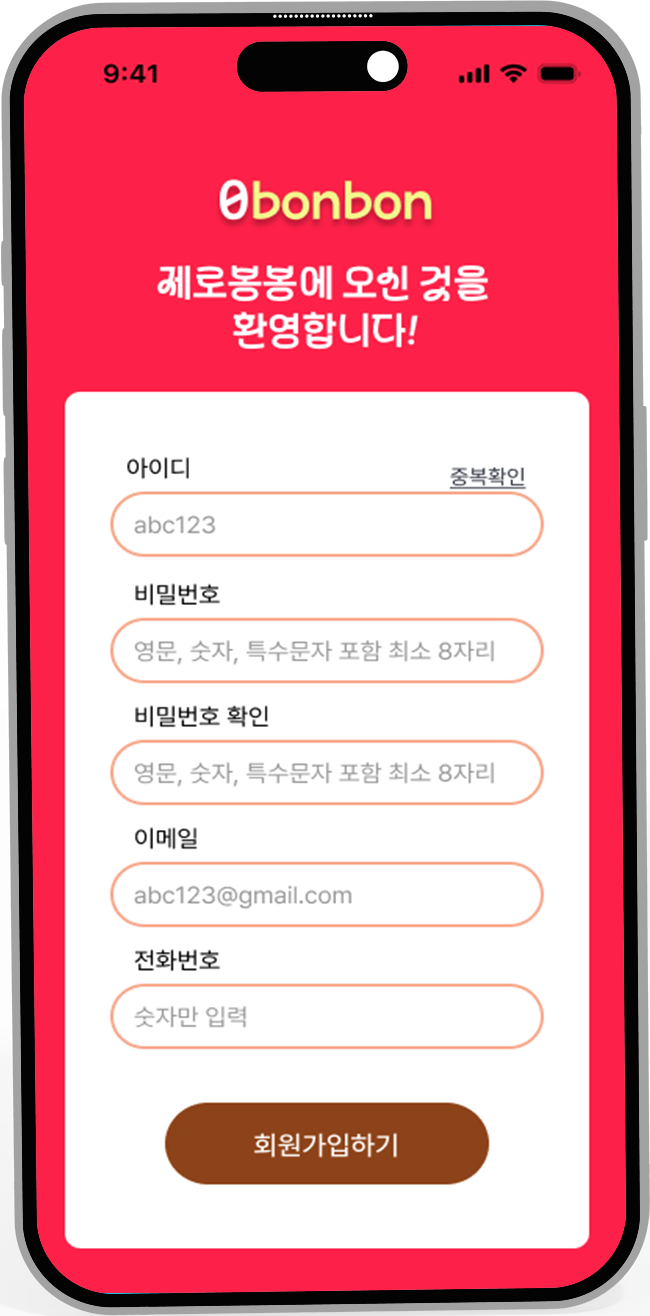 9:41
0bonbon
제로봉봉에 오신 것을
환영합니다!
아이디
중복확인
abc123
비밀번호
영문, 숫자, 특수문자 포함 최소 8자리
비밀번호 확인
영문, 숫자, 특수문자 포함 최소 8자리
이메일
abc123@gmail.com
전화번호
숫자만 입력
회원가입하기